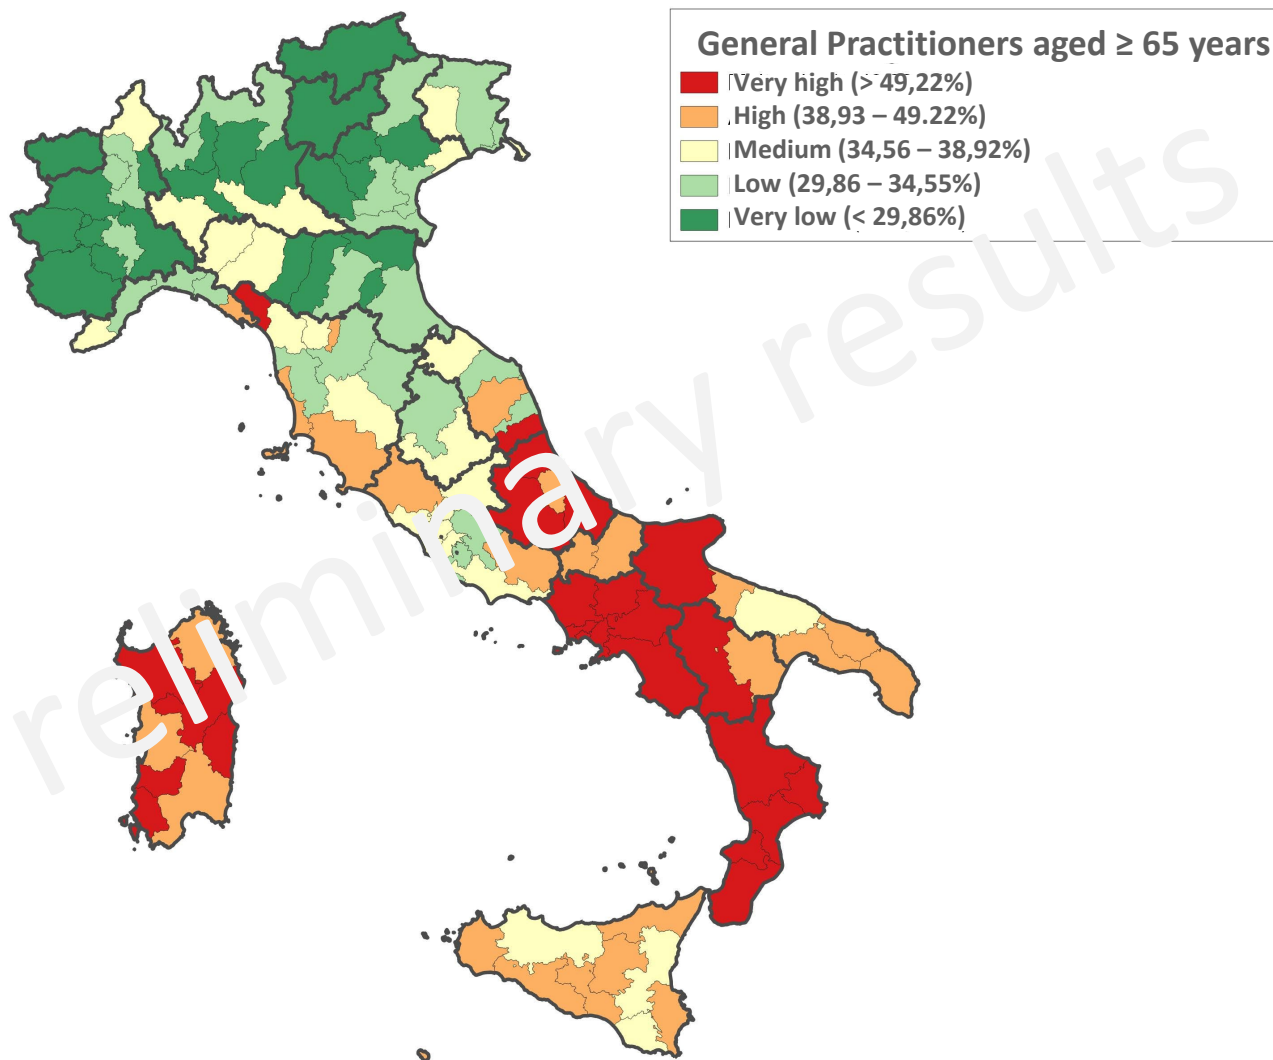 General Practitioners aged ≥ 65 years
Very high (> 49,22%)
High (38,93 – 49.22%)
Medium (34,56 – 38,92%)
Low (29,86 – 34,55%)
Very low (< 29,86%)
reliminary results